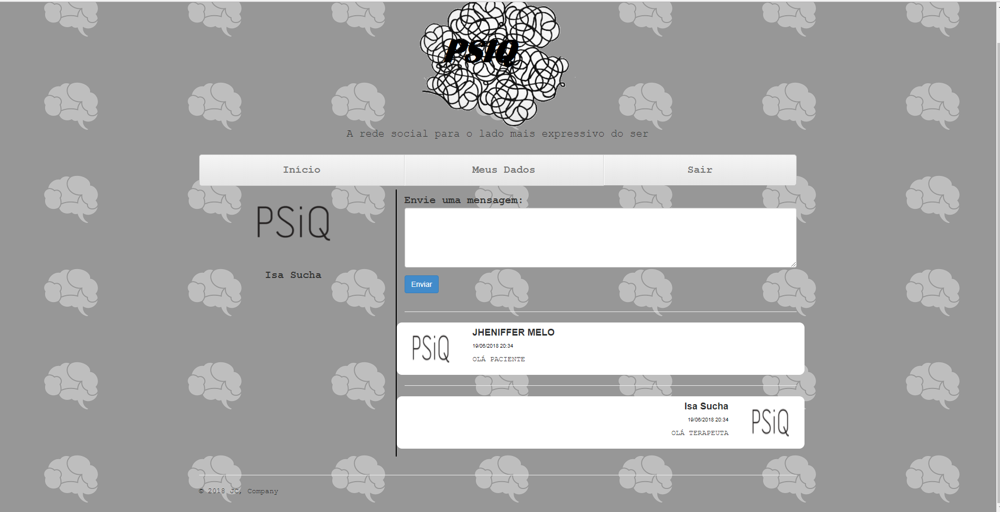 PSIQ
A rede social para o lado mais expressivo do ser
Início
Meus Dados
Sair
PSiQ
Isa Sucha
Envie uma mensagem:
Enviar
PSiQ
JHENIFFER MELO
19/06/2018 20:34
OLÁ PACIENTE
Isa Sucha
19/06/2018 20:34
OLÁ TERAPEUTA
PSiQ
© 2018 JC, Company